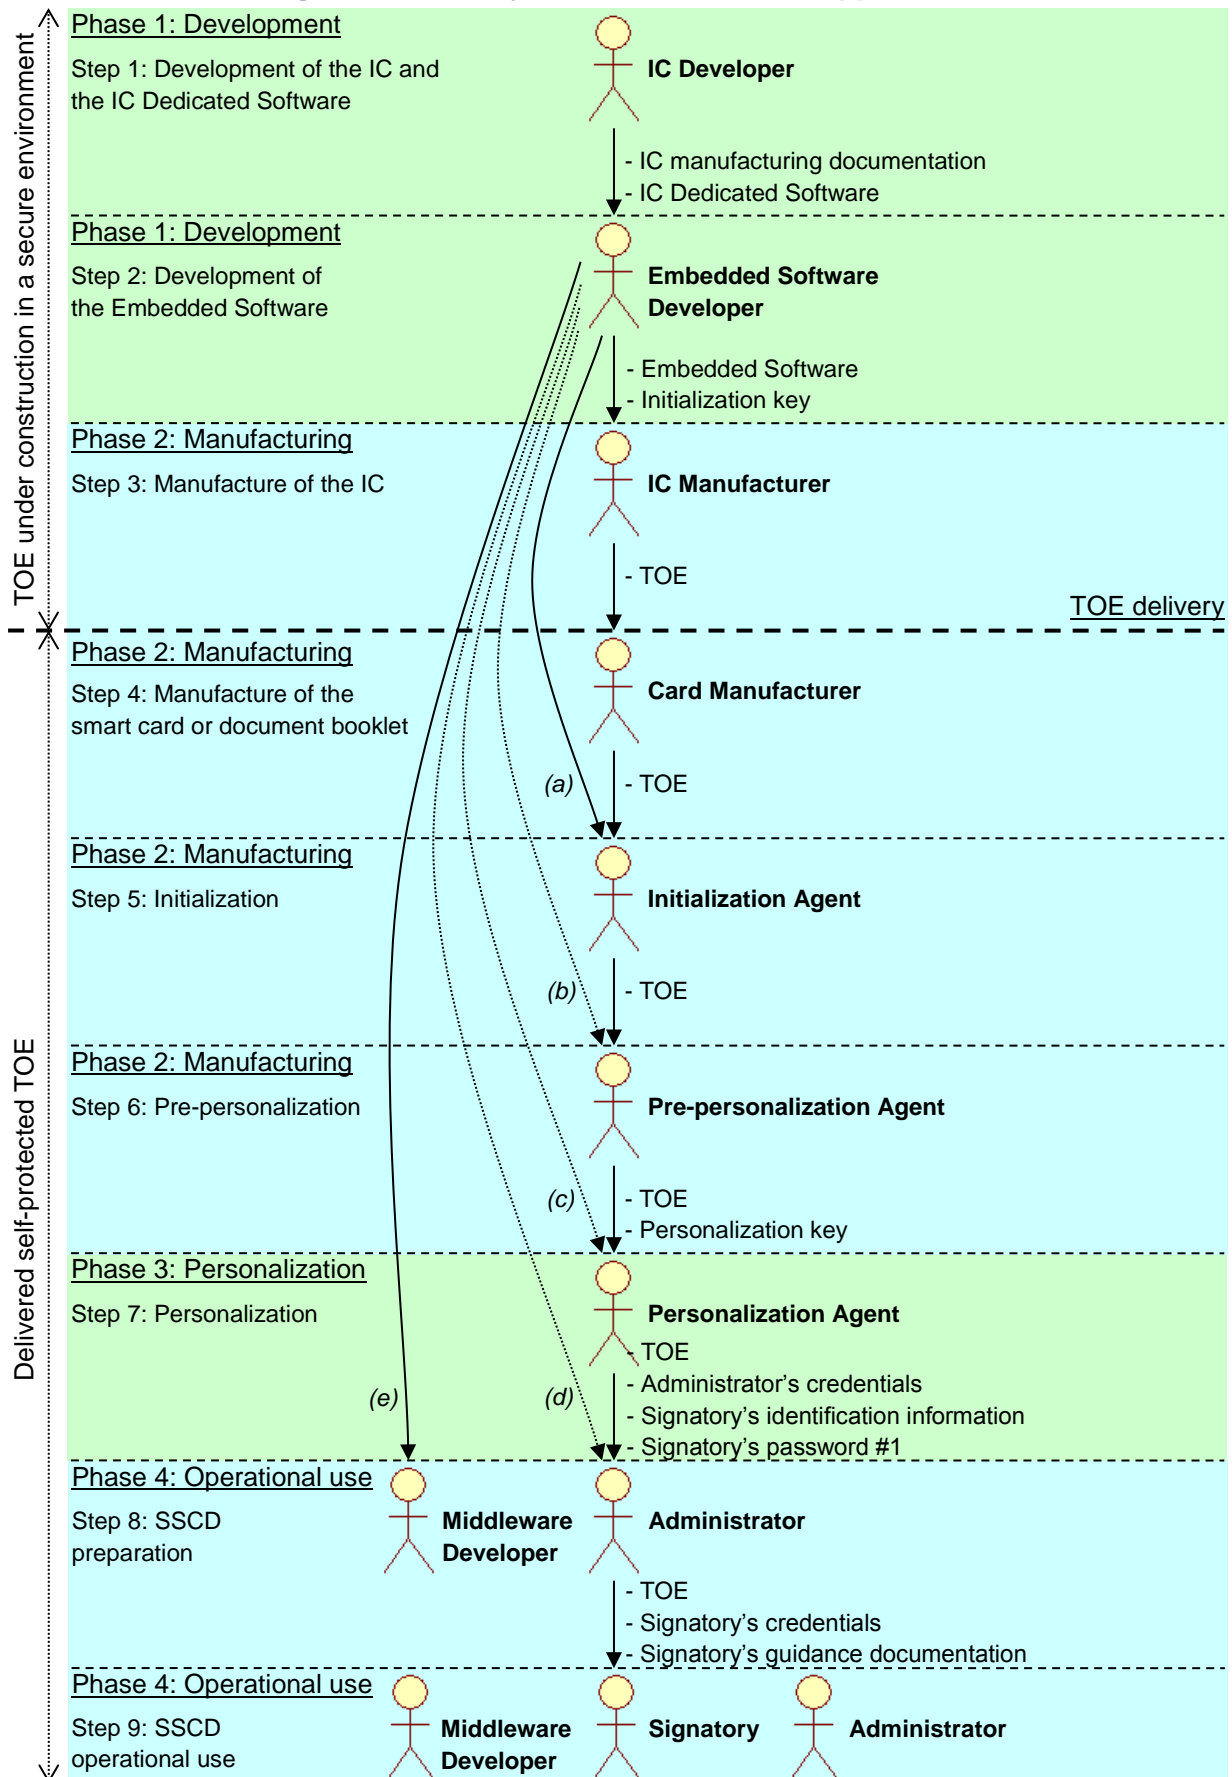 Phase 1: Development
Step 1: Development of the IC and
the IC Dedicated Software
IC Developer
- IC manufacturing documentation
- IC Dedicated Software
Phase 1: Development
Step 2: Development of
the Embedded Software
Embedded Software
Developer
- Embedded Software
- Initialization key
Phase 2: Manufacturing
Step 3: Manufacture of the IC
IC Manufacturer
- TOE
TOE delivery
TOE under construction in a secure environment
Phase 2: Manufacturing
Step 4: Manufacture of the
smart card or document booklet
Card Manufacturer
(a)
- TOE
Phase 2: Manufacturing
Step 5: Initialization
Initialization Agent
(b)
- TOE
Phase 2: Manufacturing
Step 6: Pre-personalization
Pre-personalization Agent
(c)
- TOE
- Personalization key
Delivered self-protected TOE
Phase 3: Personalization
Step 7: Personalization
Personalization Agent
- TOE
- Administrator’s credentials
- Signatory’s identification information
- Signatory’s password #1
(e)
(d)
Phase 4: Operational use
Step 8: SSCD
preparation
Middleware
Developer
Administrator
- TOE
- Signatory’s credentials
- Signatory’s guidance documentation
Phase 4: Operational use
Step 9: SSCD
operational use
Middleware
Developer
Signatory
Administrator